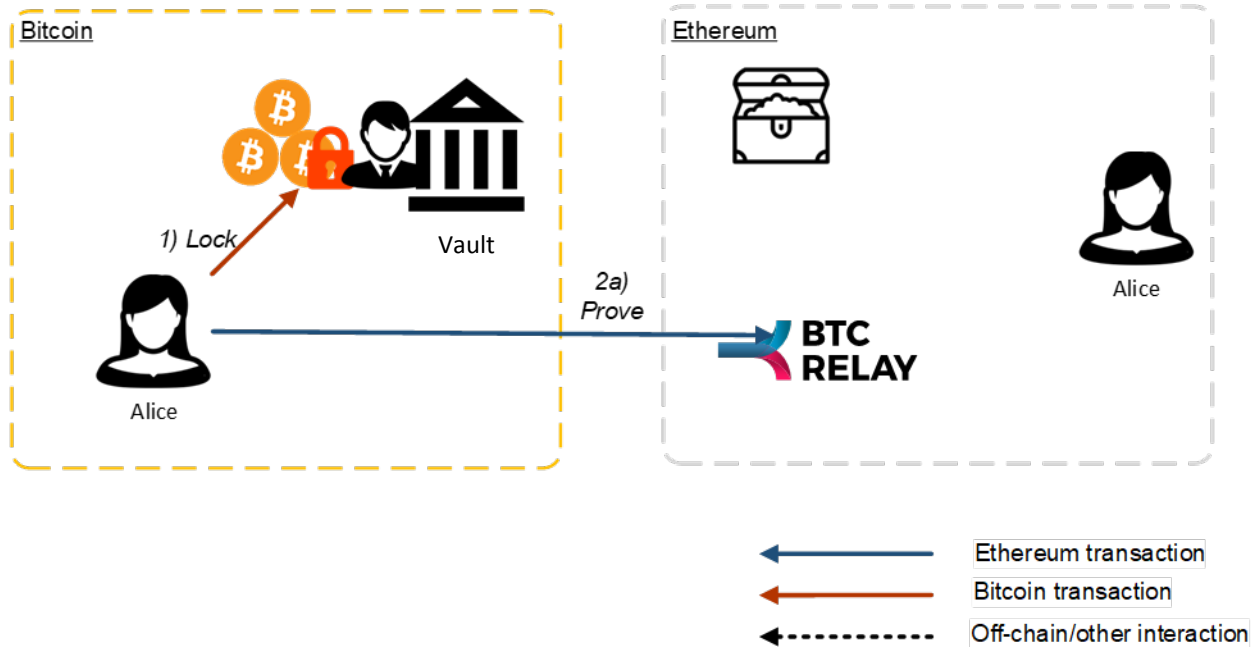 Bitcoin
Ethereum
1) Lock
Vault
2a)
Prove
Alice
Alice
BTC
RELAY
Ethereum transaction
Bitcoin transaction
Off-chain/other interaction